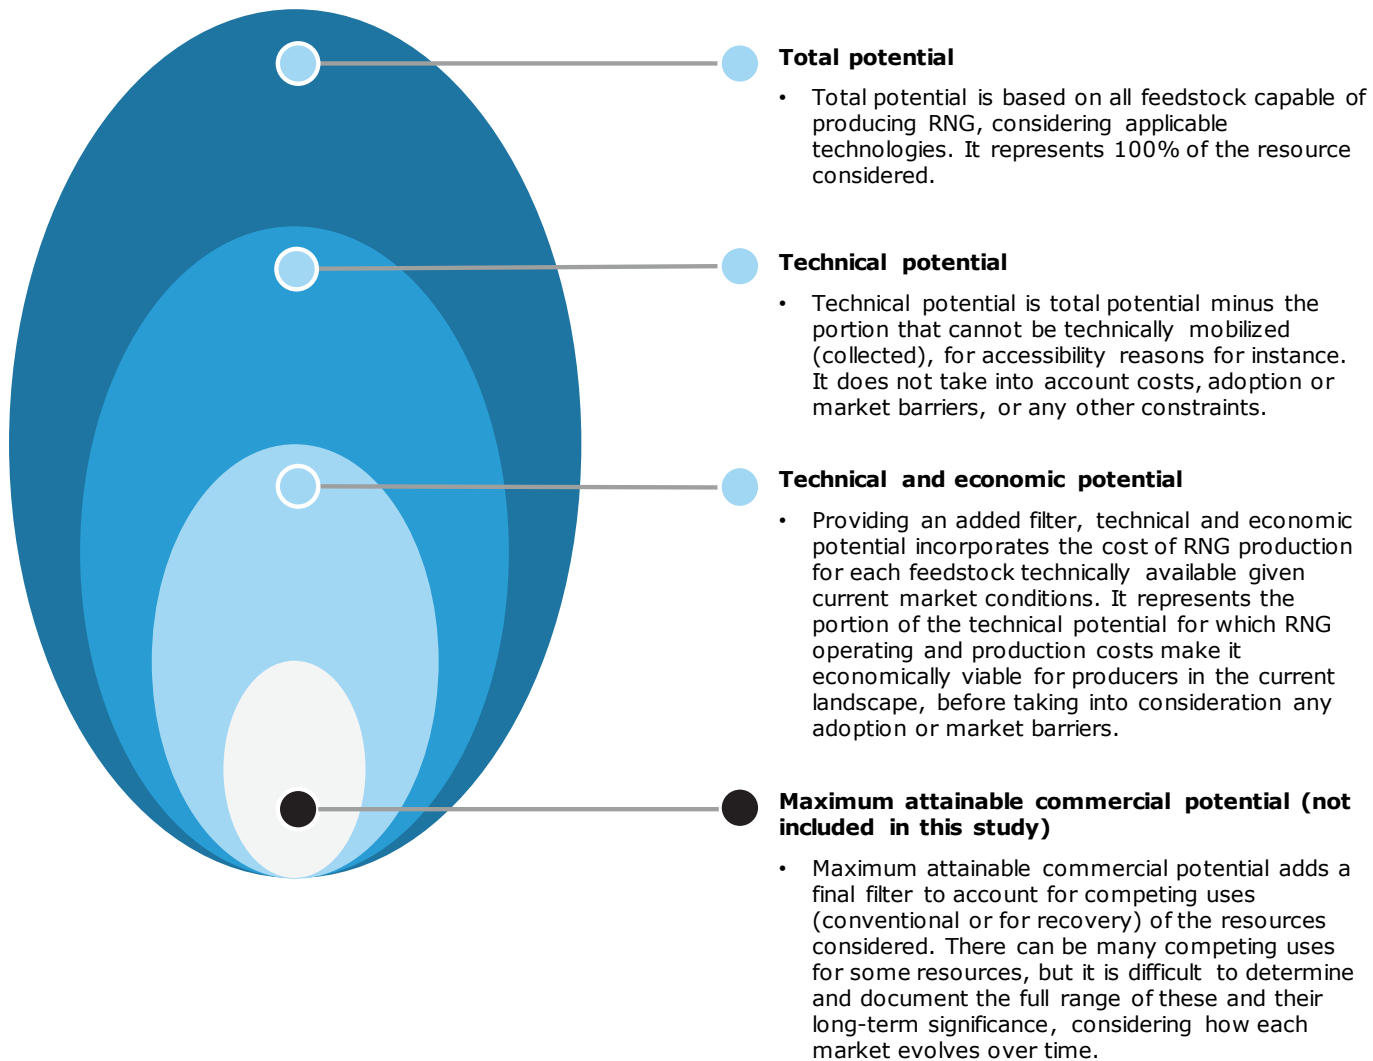 Total potential
• Total potential is based on all feedstock capable of
producing RNG, considering applicable
technologies. It represents 100% of the resource
considered.
Technical potential
• Technical potential is total potential minus the
portion that cannot be technically mobilized
(collected), for accessibility reasons for instance.
It does not take into account costs, adoption or
market barriers, or any other constraints.
Technical and economic potential
• Providing an added filter, technical and economic
potential incorporates the cost of RNG production
for each feedstock technically available given
current market conditions. It represents the
portion of the technical potential for which RNG
operating and production costs make it
economically viable for producers in the current
landscape, before taking into consideration any
adoption or market barriers.
Maximum attainable commercial potential (not
included in this study)
• Maximum attainable commercial potential adds a
final filter to account for competing uses
(conventional or for recovery) of the resources
considered. There can be many competing uses
for some resources, but it is difficult to determine
and document the full range of these and their
long-term significance, considering how each
market evolves over time.